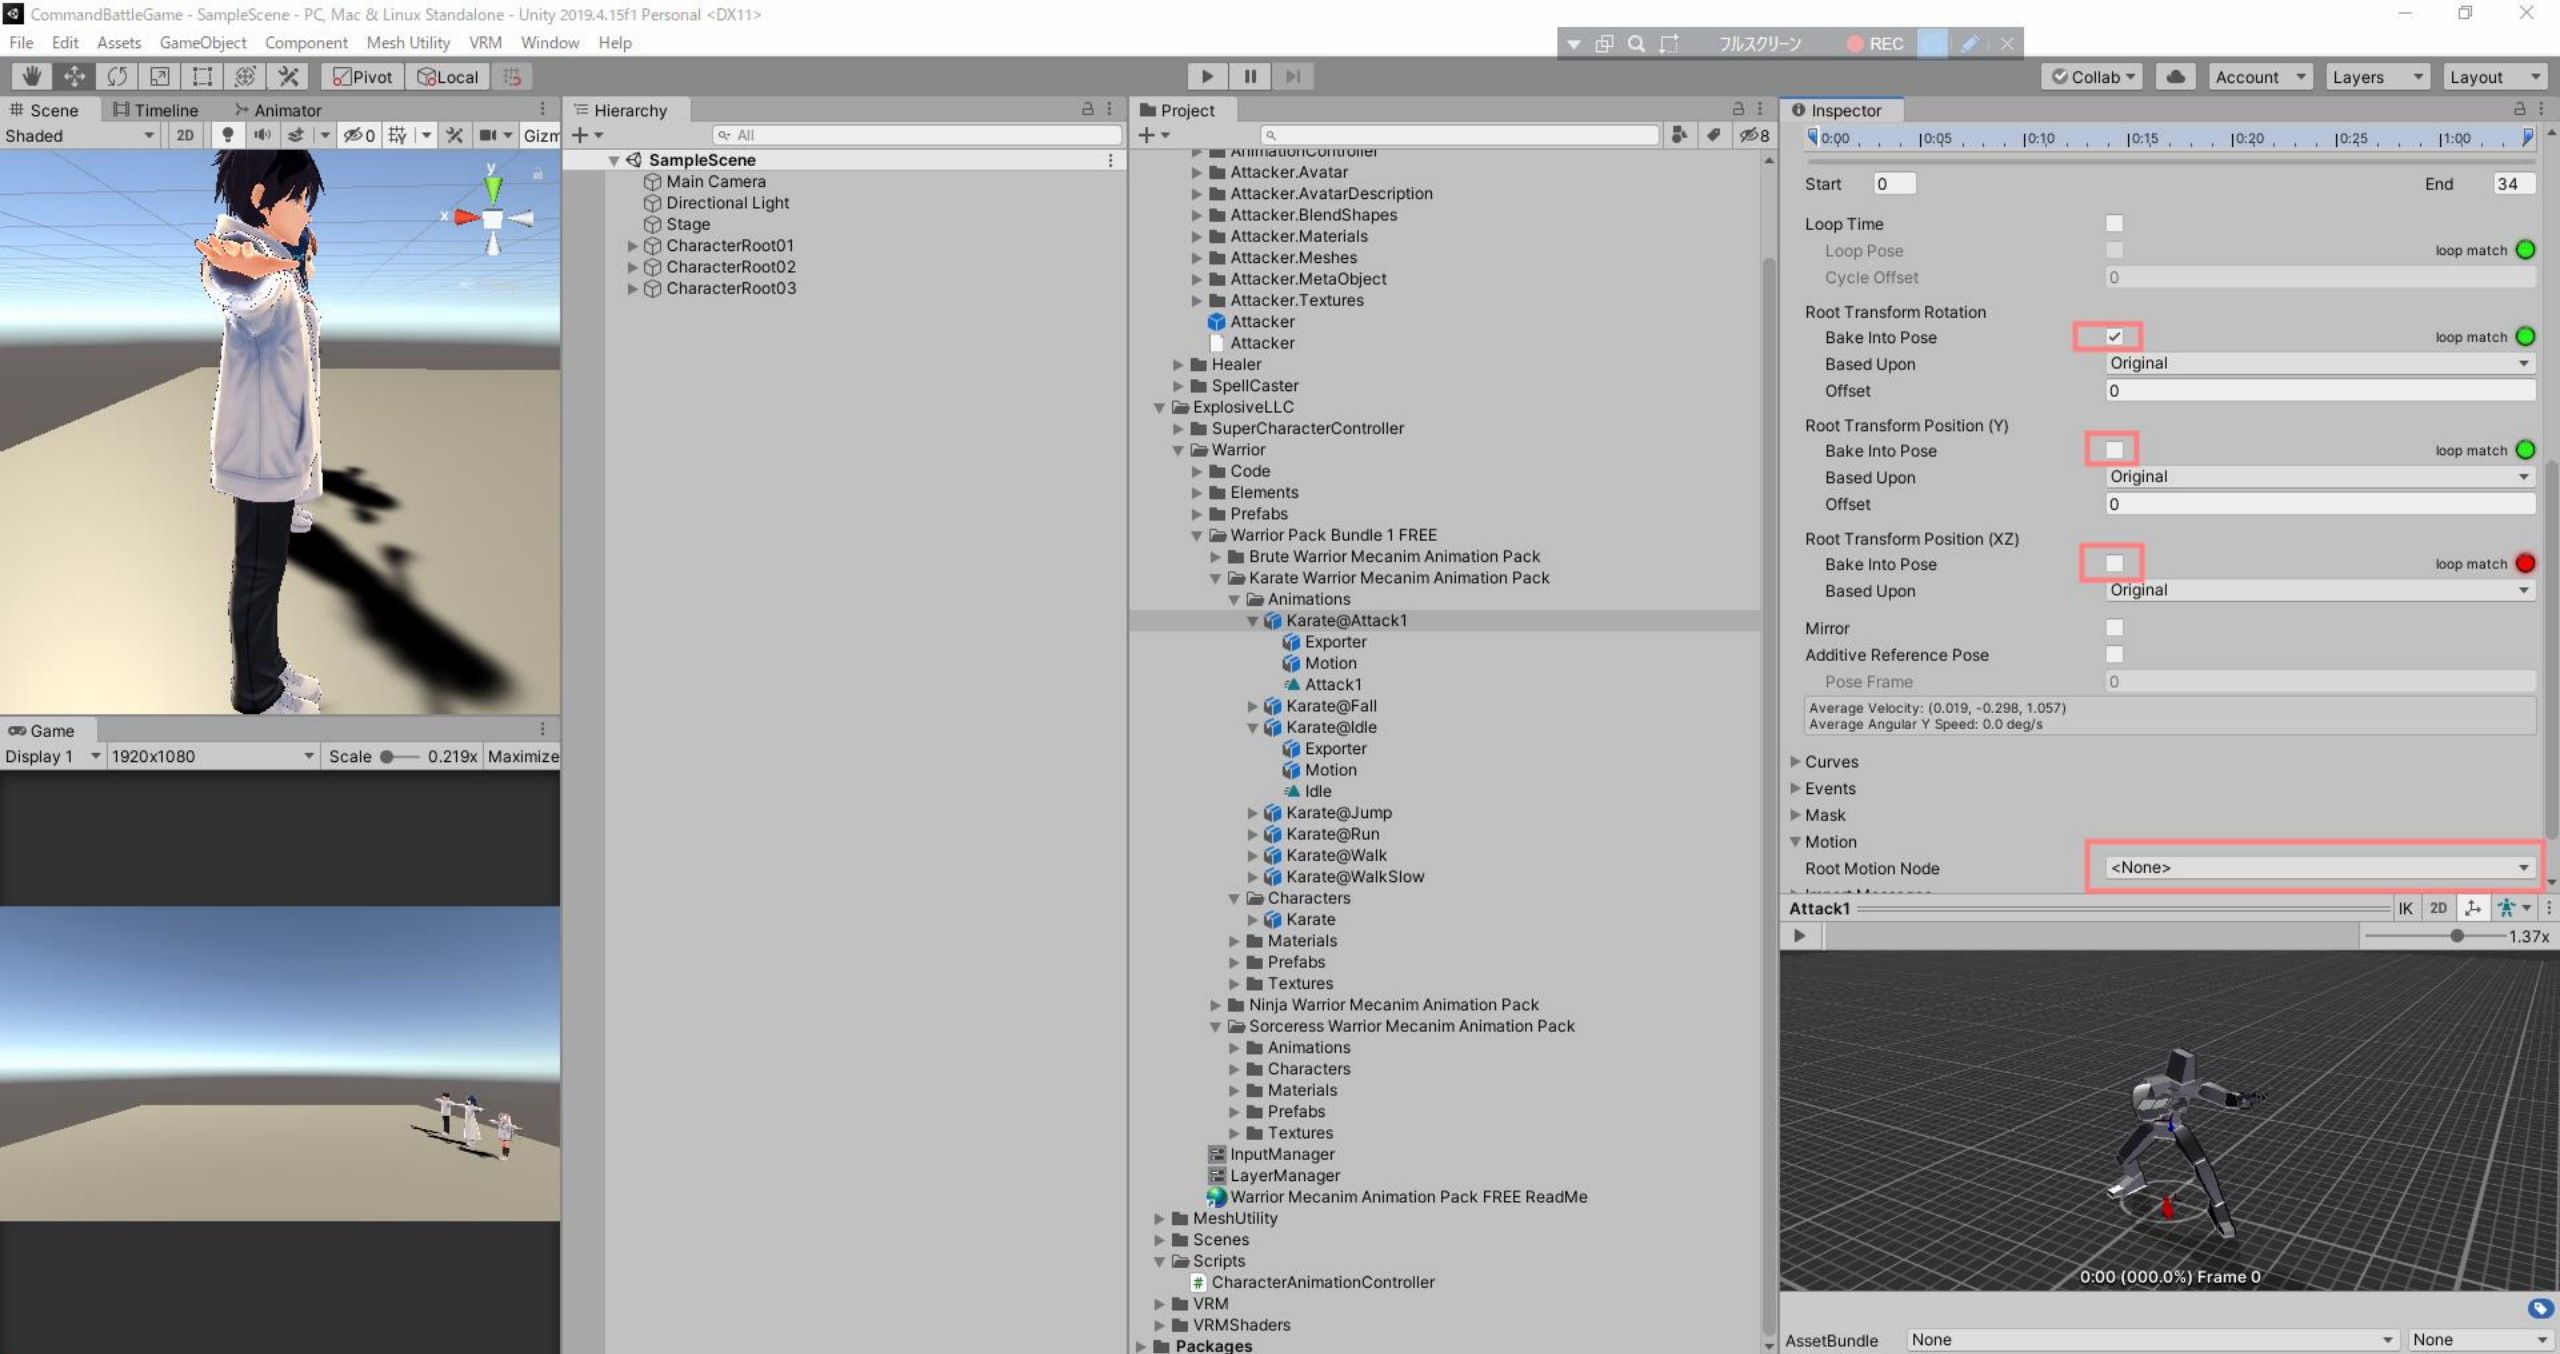 CommandBattleGame - SampleScene - PC, Mac & Linux Standalone - Unity 2019.4.15f1 Personal <DX11>
File Edit Assets GameObject Component Mesh Utility VRM Window Help
フルスクリーン REC
Pivot Local
Collab Account Layers Layout
Scene Timeline Animator
Shaded 2D 0 Gizm
y
x
Game
Display 1 1920x1080 Scale 0.219x Maximize
Hierarchy
All
SampleScene
Main Camera
Directional Light
Stage
CharacterRoot01
CharacterRoot02
CharacterRoot03
Project
8
AnimationController
Attacker.Avatar
Attacker.AvatarDescription
Attacker.BlendShapes
Attacker.Materials
Attacker.Meshes
Attacker.MetaObject
Attacker.Textures
Attacker
Attacker
Healer
SpellCaster
ExplosiveLLC
SuperCharacterController
Warrior
Code
Elements
Prefabs
Warrior Pack Bundle 1 FREE
Brute Warrior Mecanim Animation Pack
Karate Warrior Mecanim Animation Pack
Animations
Karate@Attack1
Exporter
Motion
Attack1
Karate@Fall
Karate@Idle
Exporter
Motion
Idle
Karate@Jump
Karate@Run
Karate@Walk
Karate@WalkSlow
Characters
Karate
Materials
Prefabs
Textures
Ninja Warrior Mecanim Animation Pack
Sorceress Warrior Mecanim Animation Pack
Animations
Characters
Materials
Prefabs
Textures
InputManager
LayerManager
Warrior Mecanim Animation Pack FREE ReadMe
MeshUtility
Scenes
Scripts
CharacterAnimationController
VRM
VRMShaders
Packages
Inspector
0:00 0:05 0:10 0:15 0:20 0:25 1:00
Start 0 End 34
Loop Time
Loop Pose loop match
Cycle Offset 0
Root Transform Rotation
Bake Into Pose loop match
Based Upon Original
Offset 0
Root Transform Position (Y)
Bake Into Pose loop match
Based Upon Original
Offset 0
Root Transform Position (XZ)
Bake Into Pose loop match
Based Upon Original
Mirror
Additive Reference Pose
Pose Frame 0
Average Velocity: (0.019, -0.298, 1.057)
Average Angular Y Speed: 0.0 deg/s
Curves
Events
Mask
Motion
Root Motion Node <None>
Attack1 IK 2D
1.37x
0:00 (000.0%) Frame 0
AssetBundle None None